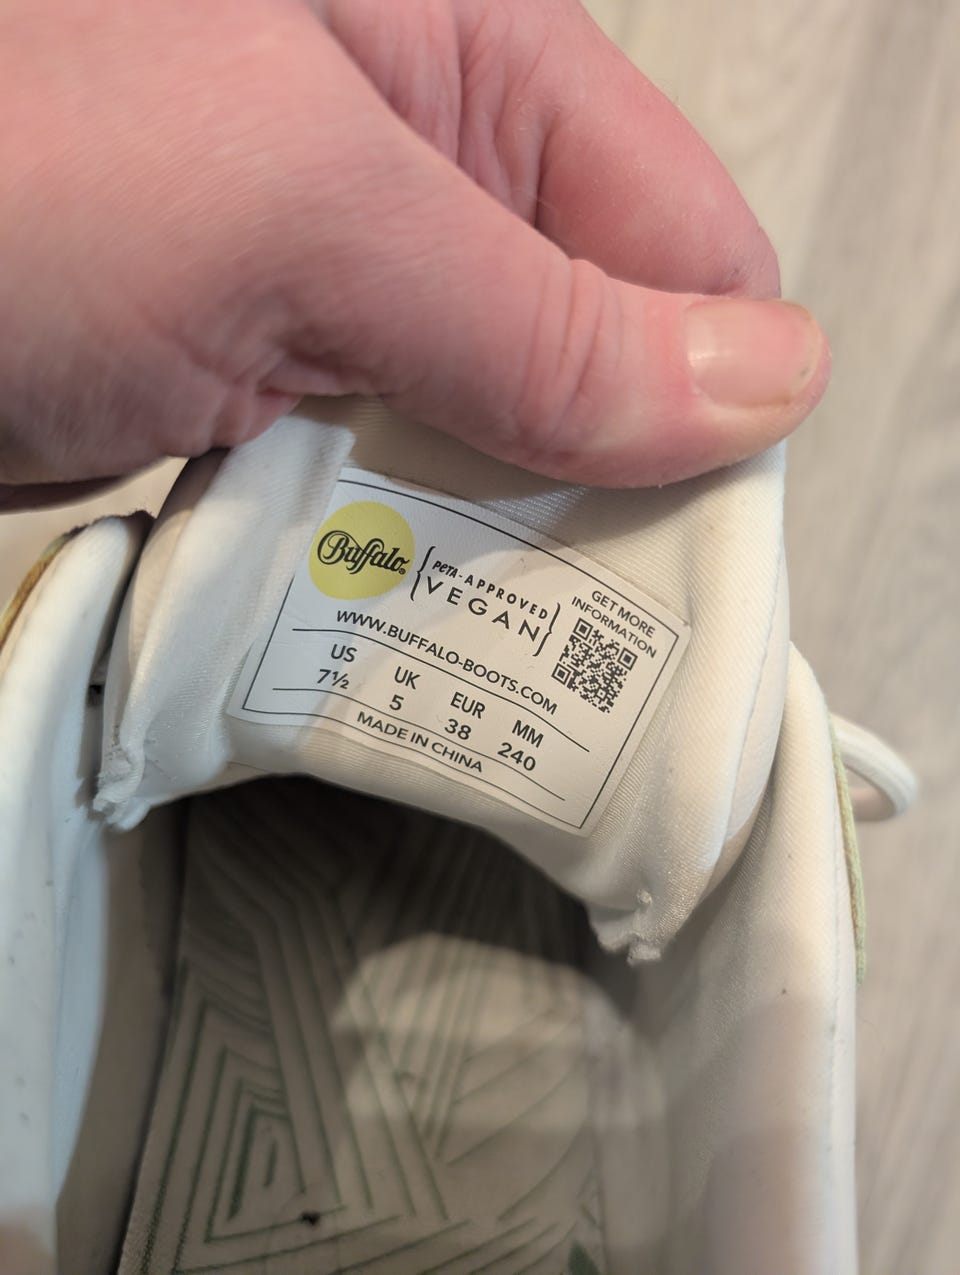 Buffalo
PETA-APPROVED
VEGAN
GET MORE
INFORMATION
WWW.BUFFALO-BOOTS.COM
US UK EUR MM
7½ 5 38 240
MADE IN CHINA